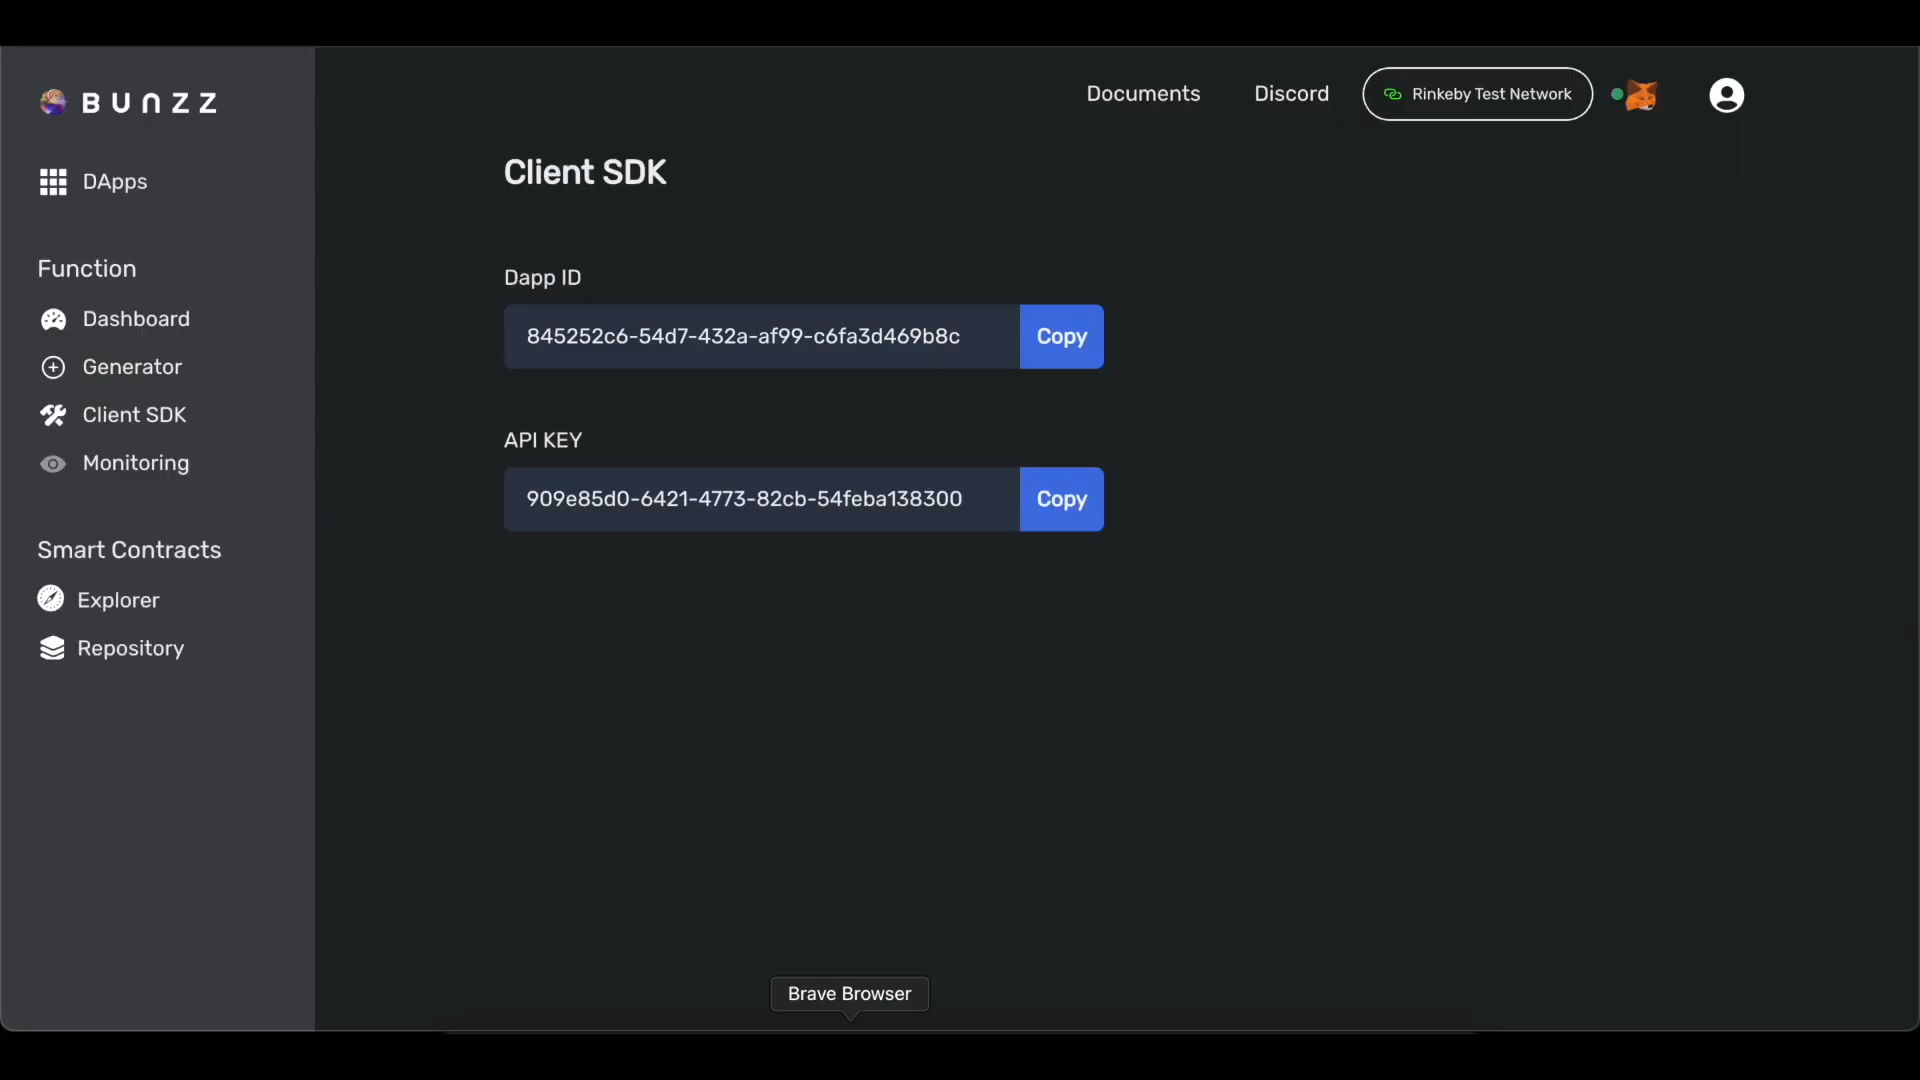 BUNZZ
DApps
Function
Dashboard
Generator
Client SDK
Monitoring
Smart Contracts
Explorer
Repository
Documents
Discord
Rinkeby Test Network
Client SDK
Dapp ID
845252c6-54d7-432a-af99-c6fa3d469b8c
Copy
API KEY
909e85d0-6421-4773-82cb-54feba138300
Copy
Brave Browser